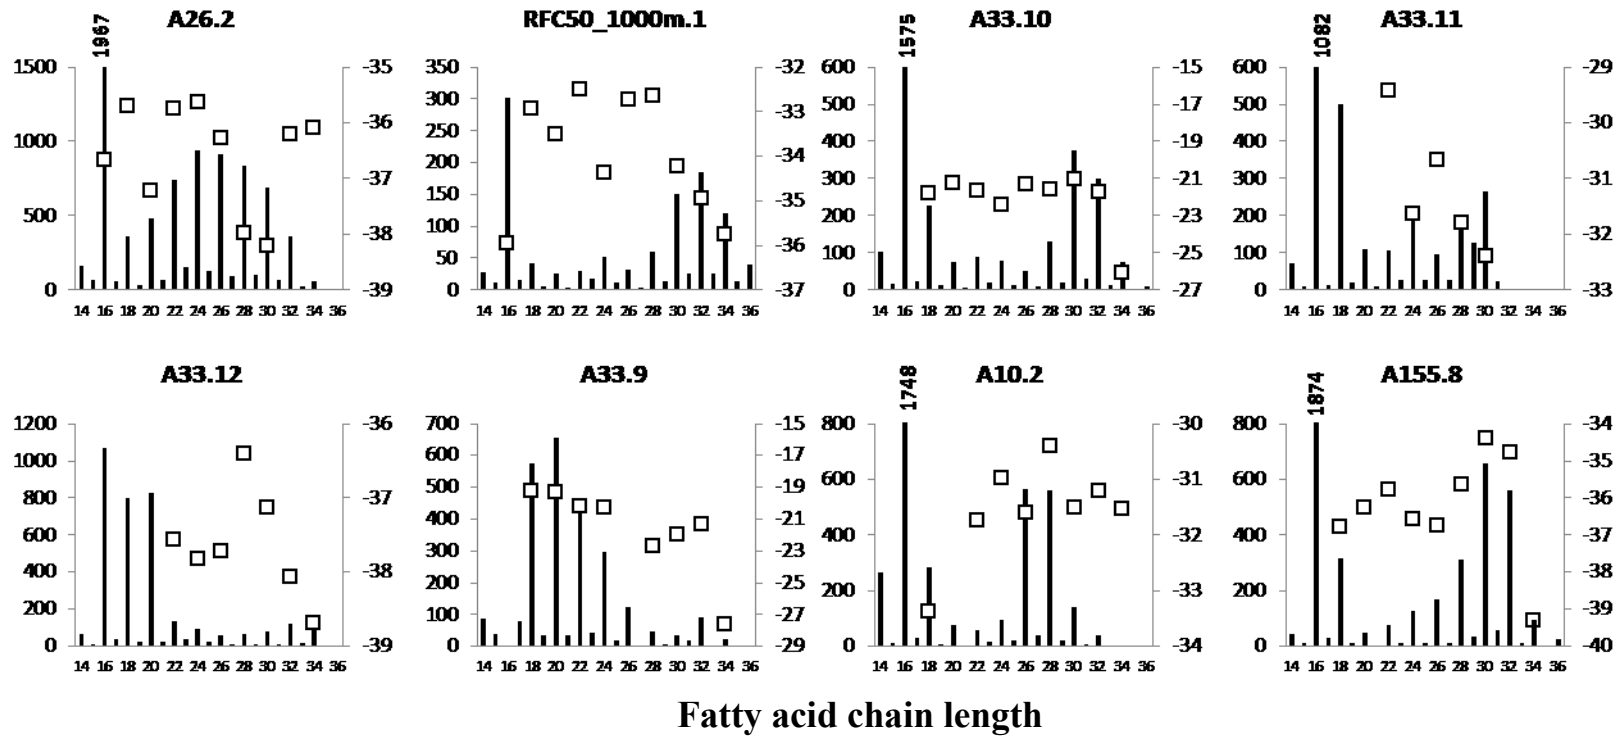 A26.2 RFC50_1000m.1 A33.10 A33.11
1967 1575 1082
1500 -35 350 -32 600 -15 600 -29
300 -33 500 -17 500 -30
1000 -36 250 -34 400 -19 400 -31
-37 200 300 -21 300
500 -38 150 -35 200 -23 200 -32
100 -36 100 -25 100
50
0 -39 0 -37 0 -27 0 -33
14 16 18 20 22 24 26 28 30 32 34 36 14 16 18 20 22 24 26 28 30 32 34 36 14 16 18 20 22 24 26 28 30 32 34 36 14 16 18 20 22 24 26 28 30 32 34 36
A33.12 A33.9 A10.2 A155.8
1748 1874
1200 -36 700 -15 800 -30 800 -34
1000 600 -17 -35
800 -37 500 -19 600 -31 600 -36
600 400 -21 400 -32 400 -37
400 -38 300 -23 -38
200 200 -25 200 -33 200 -39
100 -27
0 -39 0 -29 0 -34 0 -40
14 16 18 20 22 24 26 28 30 32 34 36 14 16 18 20 22 24 26 28 30 32 34 36 14 16 18 20 22 24 26 28 30 32 34 36 14 16 18 20 22 24 26 28 30 32 34 36
Fatty acid chain length